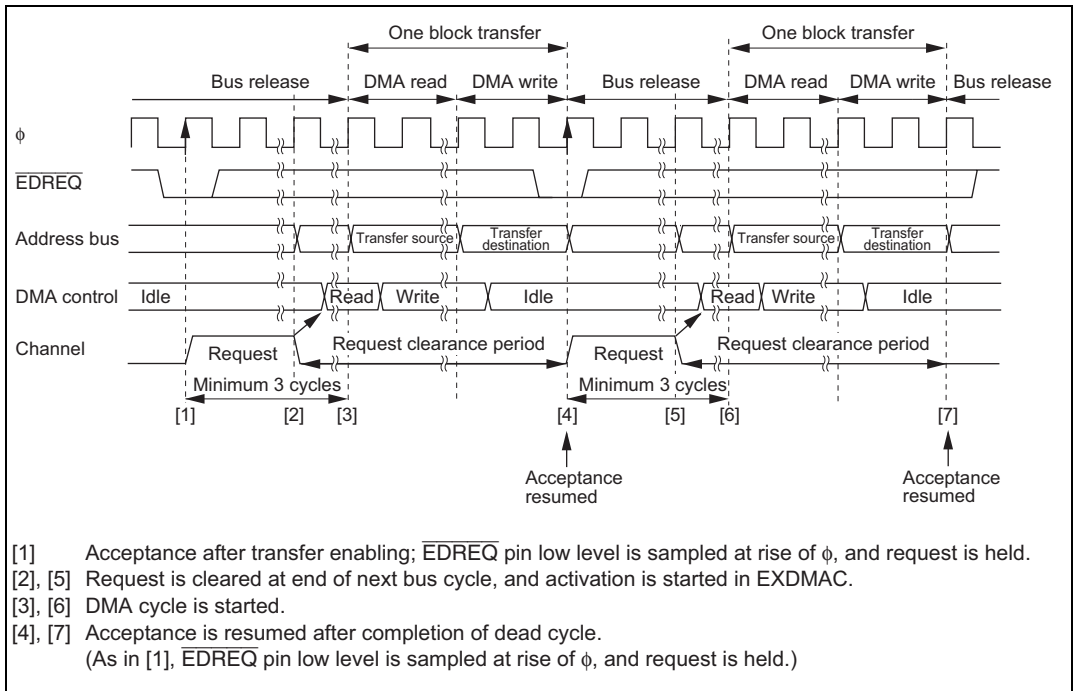 One block transfer One block transfer
Bus release DMA read DMA write Bus release DMA read DMA write Bus release
ϕ
EDREQ
Address bus Transfer source Transfer destination Transfer source Transfer destination
DMA control Idle Read Write Idle Read Write Idle
Channel Request Request clearance period Request Request clearance period
Minimum 3 cycles Minimum 3 cycles
[1] [2] [3] [4] [5] [6] [7]
Acceptance resumed Acceptance resumed
[1] Acceptance after transfer enabling; EDREQ pin low level is sampled at rise of ϕ, and request is held.
[2], [5] Request is cleared at end of next bus cycle, and activation is started in EXDMAC.
[3], [6] DMA cycle is started.
[4], [7] Acceptance is resumed after completion of dead cycle.
(As in [1], EDREQ pin low level is sampled at rise of ϕ, and request is held.)